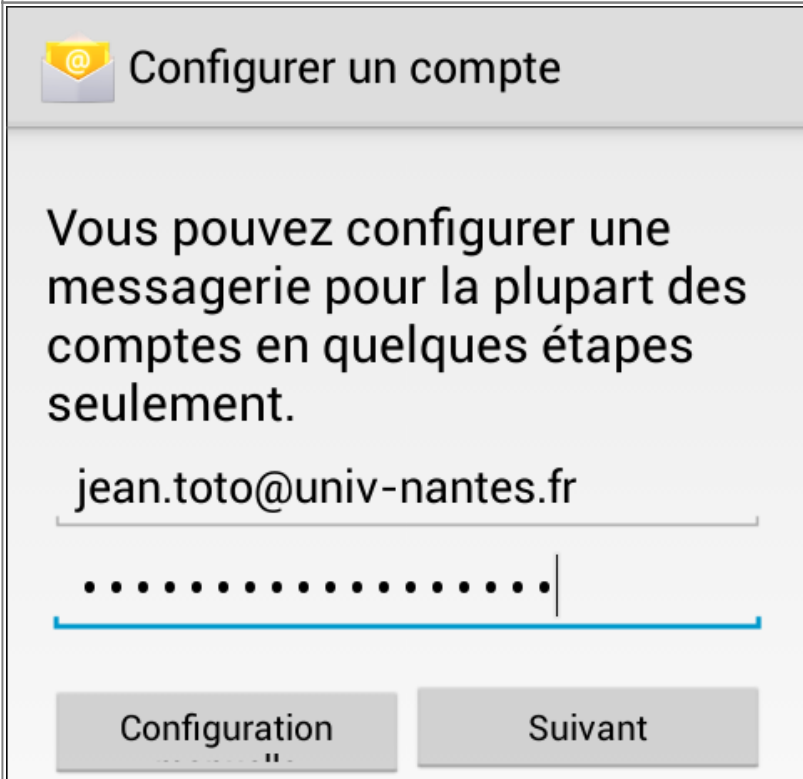 Configurer un compte
Vous pouvez configurer une
messagerie pour la plupart des
comptes en quelques étapes
seulement.
jean.toto@univ-nantes.fr
••••••••••••••••••
Configuration
Suivant